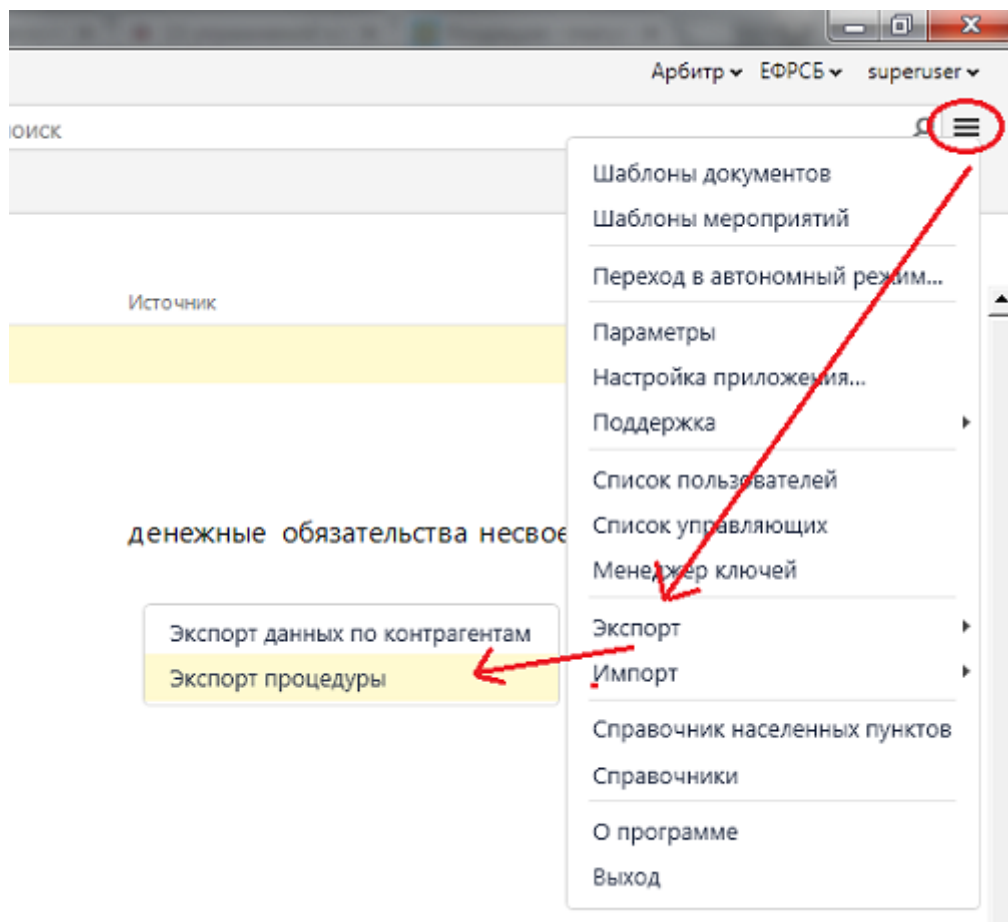 Арбитр ЕФРСБ superuser
поиск
Шаблоны документов
Шаблоны мероприятий
Переход в автономный режим...
Источник
Параметры
Настройка приложения...
Поддержка
Список пользователей
Список управляющих
денежные обязательства несвое
Менеджер ключей
Экспорт
Экспорт данных по контрагентам
Экспорт процедуры
Импорт
Справочник населенных пунктов
Справочники
О программе
Выход